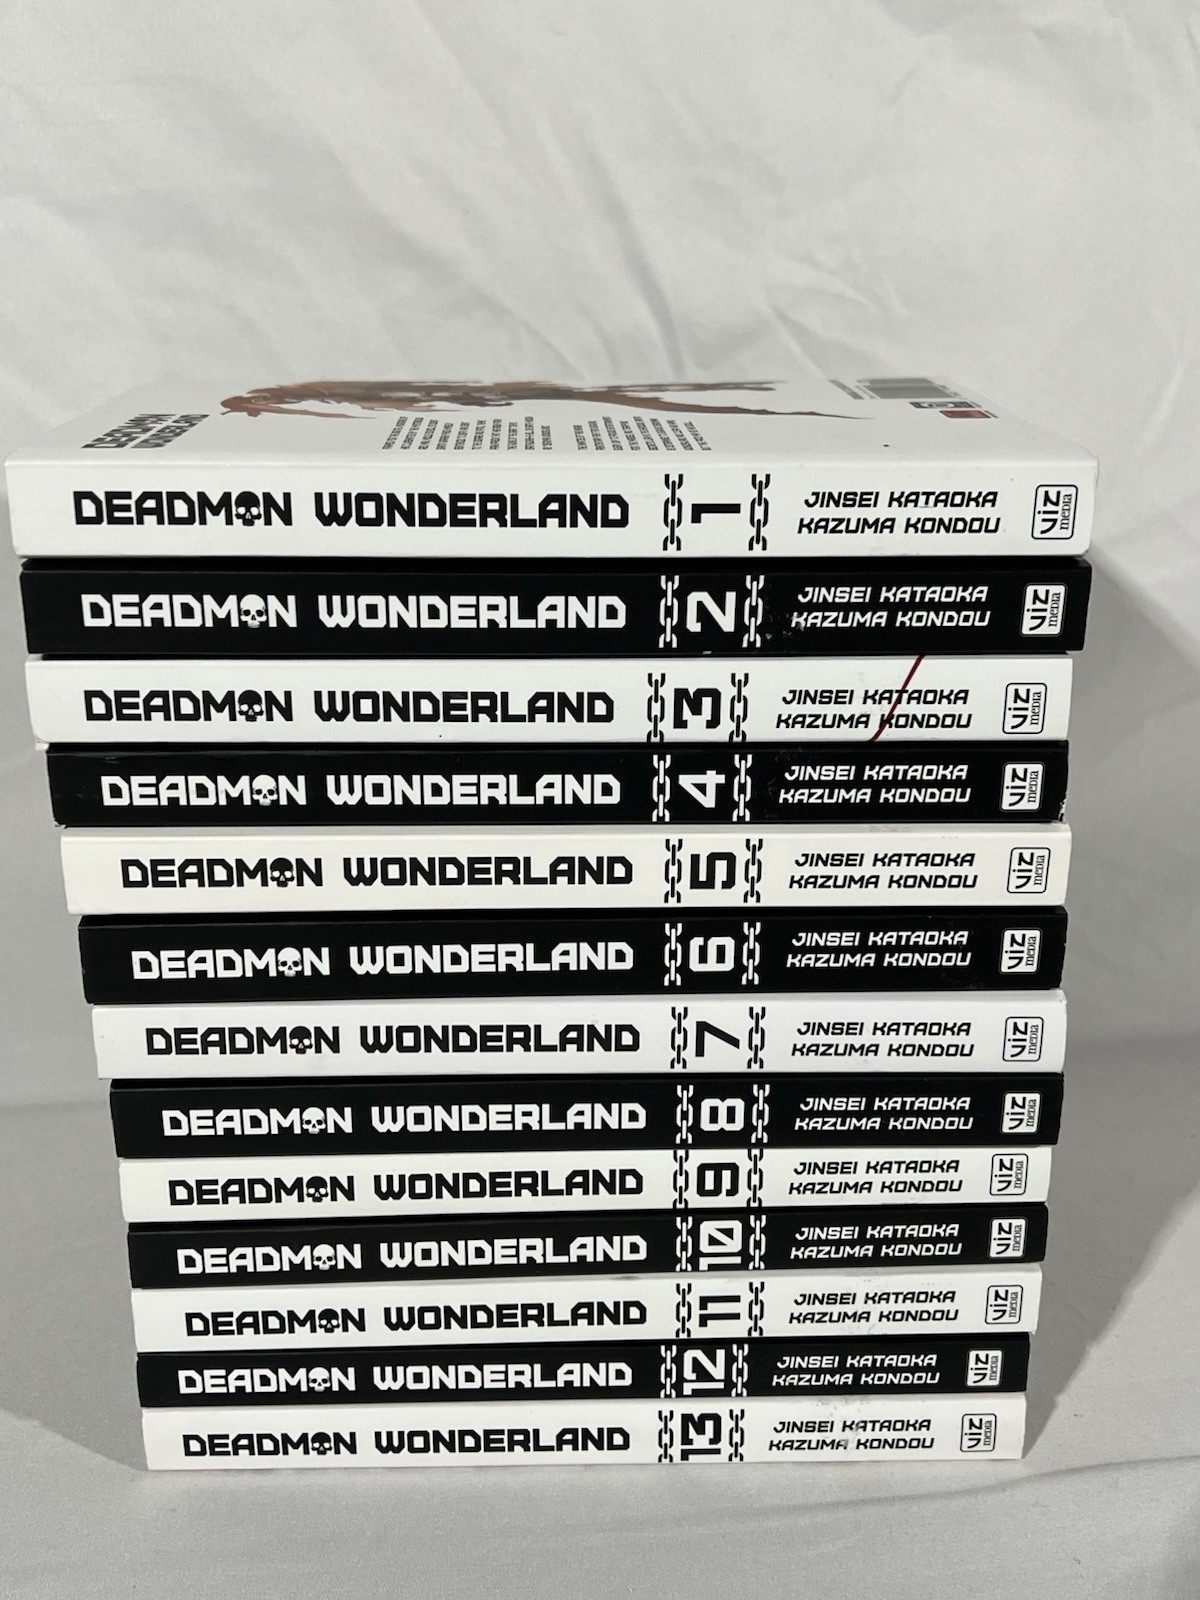 DEADMAN
WONDERLAND
DEADMAN WONDERLAND 1 JINSEI KATAOKA
KAZUMA KONDOU
VIZ
media
DEADMAN WONDERLAND 2 JINSEI KATAOKA
KAZUMA KONDOU
VIZ
media
DEADMAN WONDERLAND 3 JINSEI KATAOKA
KAZUMA KONDOU
VIZ
media
DEADMAN WONDERLAND 4 JINSEI KATAOKA
KAZUMA KONDOU
VIZ
media
DEADMAN WONDERLAND 5 JINSEI KATAOKA
KAZUMA KONDOU
VIZ
media
DEADMAN WONDERLAND 6 JINSEI KATAOKA
KAZUMA KONDOU
VIZ
media
DEADMAN WONDERLAND 7 JINSEI KATAOKA
KAZUMA KONDOU
VIZ
media
DEADMAN WONDERLAND 8 JINSEI KATAOKA
KAZUMA KONDOU
VIZ
media
DEADMAN WONDERLAND 9 JINSEI KATAOKA
KAZUMA KONDOU
VIZ
media
DEADMAN WONDERLAND 10 JINSEI KATAOKA
KAZUMA KONDOU
VIZ
media
DEADMAN WONDERLAND 11 JINSEI KATAOKA
KAZUMA KONDOU
VIZ
media
DEADMAN WONDERLAND 12 JINSEI KATAOKA
KAZUMA KONDOU
VIZ
media
DEADMAN WONDERLAND 13 JINSEI KATAOKA
KAZUMA KONDOU
VIZ
media